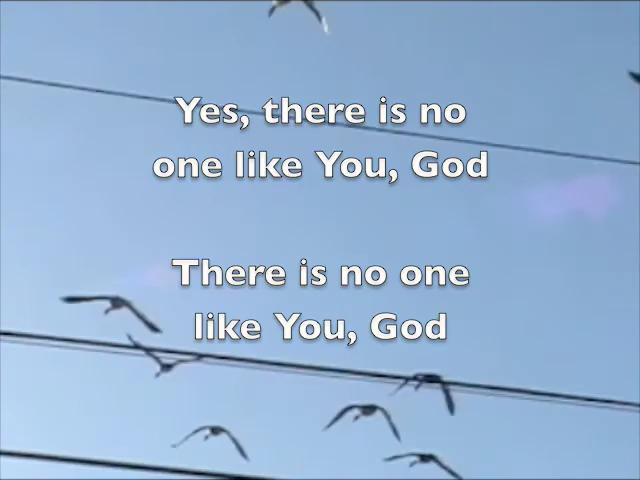 Yes, there is no
one like You, God
There is no one
like You, God